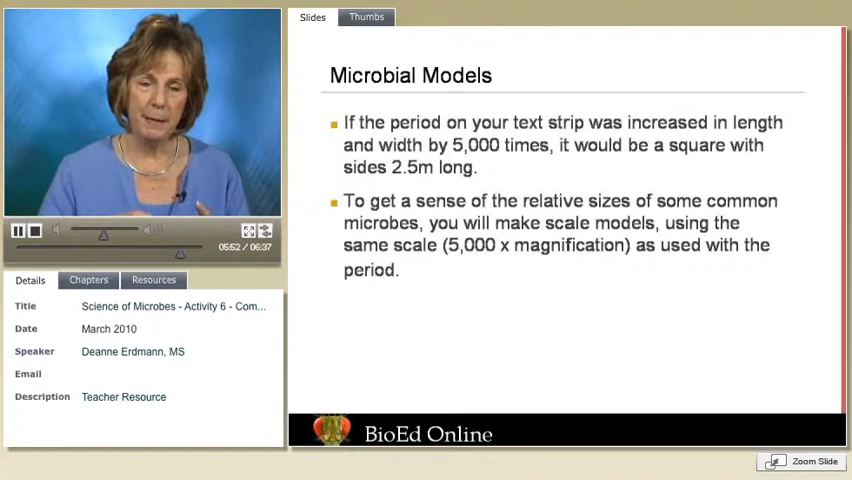 Slides
Thumbs
Microbial Models
If the period on your text strip was increased in length
and width by 5,000 times, it would be a square with
sides 2.5m long.
To get a sense of the relative sizes of some common
microbes, you will make scale models, using the
same scale (5,000 x magnification) as used with the
period.
05:52 / 06:37
Details
Chapters
Resources
Title Science of Microbes - Activity 6 - Com...
Date March 2010
Speaker Deanne Erdmann, MS
Email
Description Teacher Resource
BioEd Online
Zoom Slide